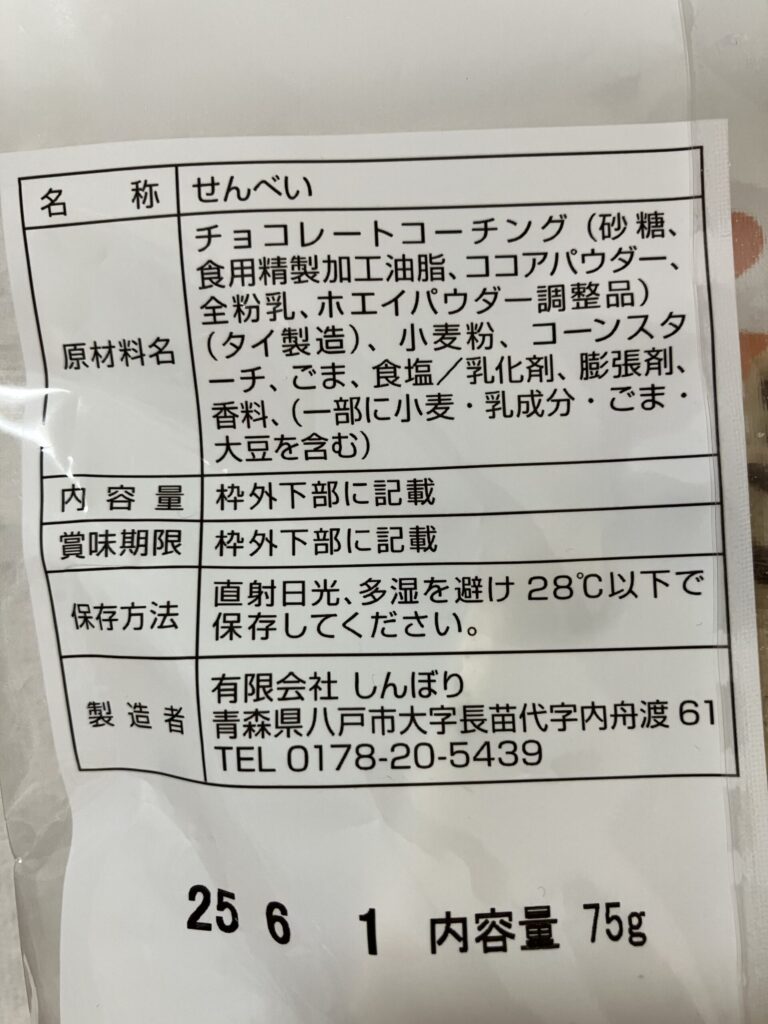 名称 せんべい
原材料名 チョコレートコーチング（砂糖、
食用精製加工油脂、ココアパウダー、
全粉乳、ホエイパウダー調整品）
（タイ製造）、小麦粉、コーンスタ
ーチ、ごま、食塩／乳化剤、膨張剤、
香料、（一部に小麦・乳成分・ごま・
大豆を含む）
内容量 枠外下部に記載
賞味期限 枠外下部に記載
保存方法 直射日光、多湿を避け 28℃以下で
保存してください。
製造者 有限会社 しんぼり
青森県八戸市大字長苗代字内舟渡 61
TEL 0178-20-5439
25 6 1 内容量 75g